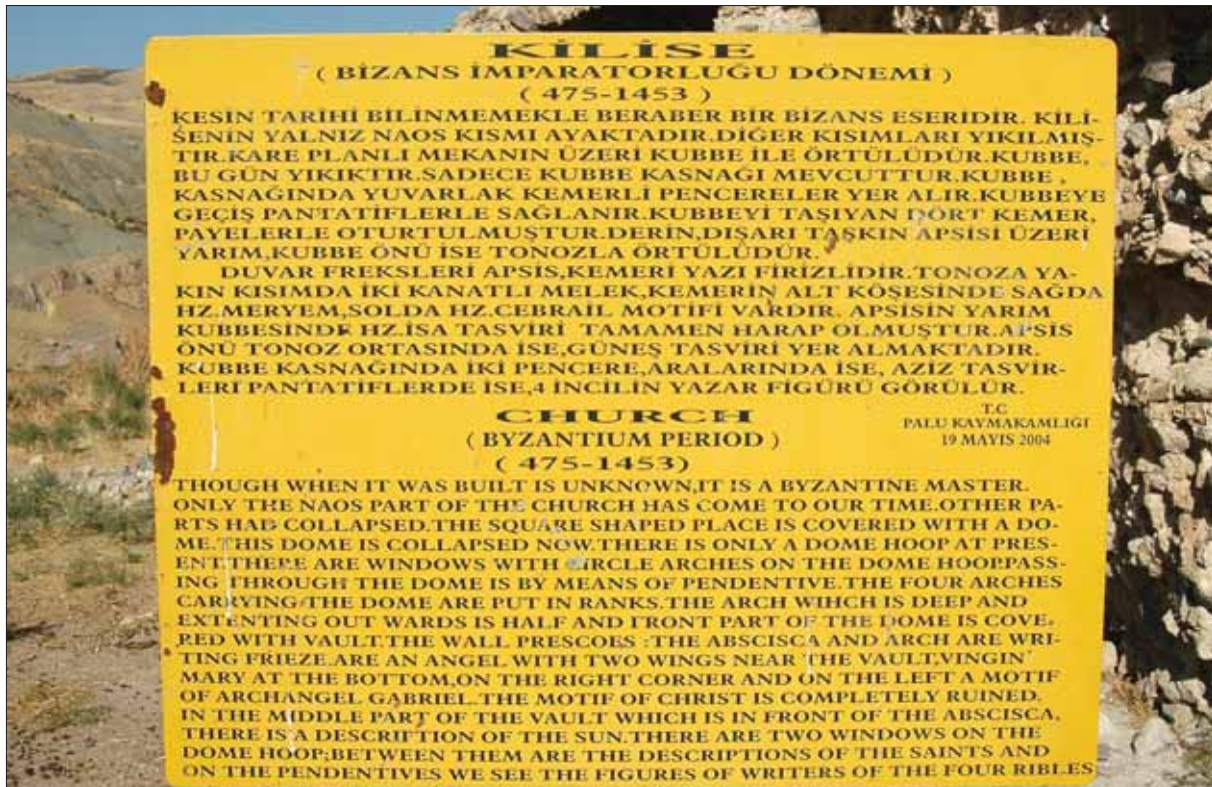 KİLİSE
( BİZANS İMPARATORLUĞU DÖNEMİ )
( 475-1453 )
KESİN TARİHİ BİLİNMEMEKLE BERABER BİR BİZANS ESERİDİR. KİLİ-
SENİN YALNIZ NAOS KISMI AYAKTADIR.DİĞER KISIMLARI YIKILMIŞ-
TIR.KARE PLANLI MEKANIN ÜZERİ KUBBE İLE ÖRTÜLÜDÜR.KUBBE,
BU GÜN YIKIKTIR.SADECE KUBBE KASNAĞI MEVCUTTUR.KUBBE ,
KASNAĞINDA YUVARLAK KEMERLİ PENCERELER YER ALIR.KUBBEYE
GEÇİŞ PANTATİFLERLE SAĞLANIR.KUBBEYİ TAŞIYAN DÖRT KEMER,
PAYELERLE OTURTULMUŞTUR.DERİN,DIŞARI TAŞKIN APSİSİ ÜZERİ
YARIM,KUBBE ÖNÜ İSE TONOZLA ÖRTÜLÜDÜR.
DUVAR FREKSLERİ APSİS,KEMERİ YAZI FİRİZLİDİR.TONOZA YA-
KIN KISIMDA İKİ KANATLI MELEK,KEMERİN ALT KÖŞESİNDE SAĞDA
HZ.MERYEM,SOLDA HZ.CEBRAİL MOTİFİ VARDIR. APSİSİN YARIM
KUBBESİNDE HZ.İSA TASVİRİ TAMAMEN HARAP OLMUŞTUR.APSİS
ÖNÜ TONOZ ORTASINDA İSE,GÜNEŞ TASVİRİ YER ALMAKTADIR.
KUBBE KASNAĞINDA İKİ PENCERE,ARALARINDA İSE, AZİZ TASVİR-
LERİ PANTATİFLERDE İSE,4 İNCİLİN YAZAR FİGÜRÜ GÖRÜLÜR.
T.C
PALU KAYMAKAMLIĞI
19 MAYIS 2004
CHURCH
( BYZANTIUM PERIOD )
( 475-1453)
THOUGH WHEN IT WAS BUILT IS UNKNOWN,IT IS A BYZANTINE MASTER.
ONLY THE NAOS PART OF THE CHURCH HAS COME TO OUR TIME.OTHER PA-
RTS HAD COLLAPSED.THE SQUARE SHAPED PLACE IS COVERED WITH A DO-
ME.THIS DOME IS COLLAPSED NOW.THERE IS ONLY A DOME HOOP AT PRES-
ENT.THERE ARE WINDOWS WITH CIRCLE ARCHES ON THE DOME HOOP.PASS-
ING THROUGH THE DOME IS BY MEANS OF PENDENTIVE.THE FOUR ARCHES
CARRYING THE DOME ARE PUT IN RANKS.THE ARCH WIHCH IS DEEP AND
EXTENTING OUT WARDS IS HALF AND FRONT PART OF THE DOME IS COVE.
RED WITH VAULT.THE WALL PRESCOES :THE ABSCISCA AND ARCH ARE WRI-
TING FRIEZE.ARE AN ANGEL WITH TWO WINGS NEAR THE VAULT,VINGIN
MARY AT THE BOTTOM,ON THE RIGHT CORNER AND ON THE LEFT A MOTIF
OF ARCHANGEL GABRIEL.THE MOTIF OF CHRIST IS COMPLETELY RUINED.
IN THE MIDDLE PART OF THE VAULT WHICH IS IN FRONT OF THE ABSCISCA,
THERE IS A DESCRIPTION OF THE SUN.THERE ARE TWO WINDOWS ON THE
DOME HOOP;BETWEEN THEM ARE THE DESCRIPTIONS OF THE SAINTS AND
ON THE PENDENTIVES WE SEE THE FIGURES OF WRITERS OF THE FOUR RIBLES